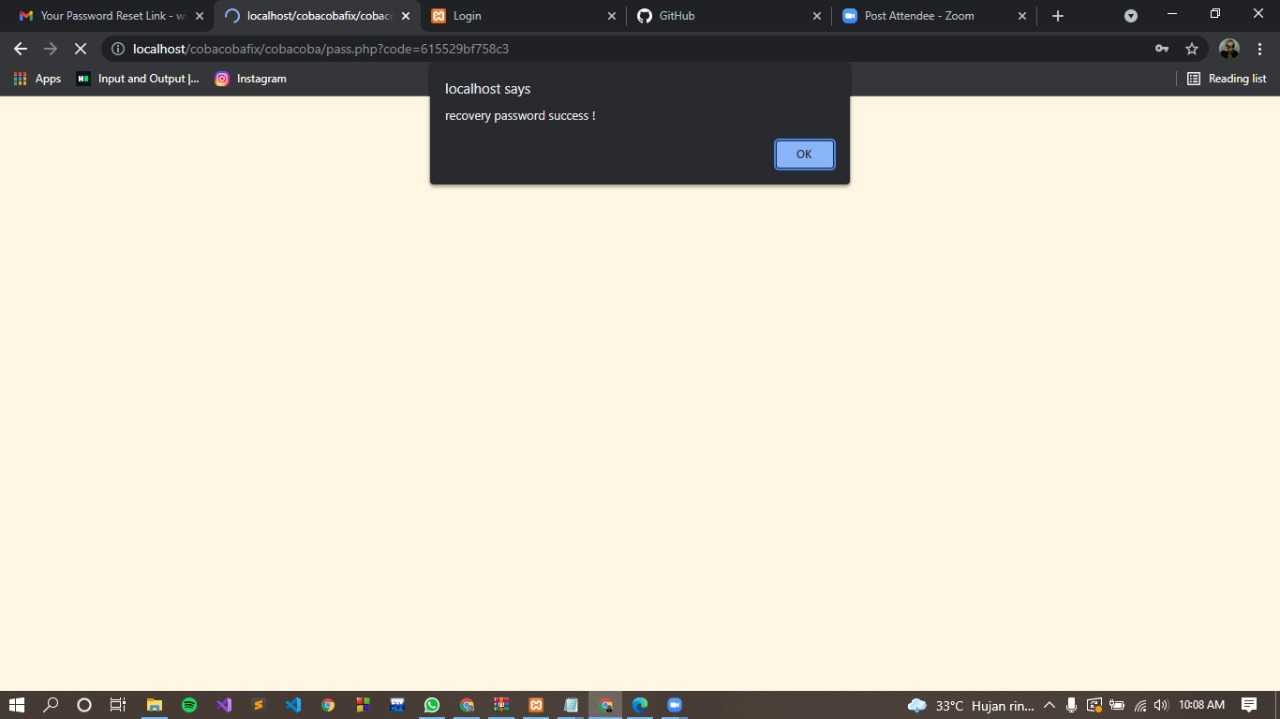 Your Password Reset Link - w
localhost/cobacobafix/cobac
Login
GitHub
Post Attendee - Zoom
localhost/cobacobafix/cobacoba/pass.php?code=615529bf758c3
Apps
Input and Output |...
Instagram
Reading list
localhost says
recovery password success !
OK
33°C Hujan rin...
10:08 AM